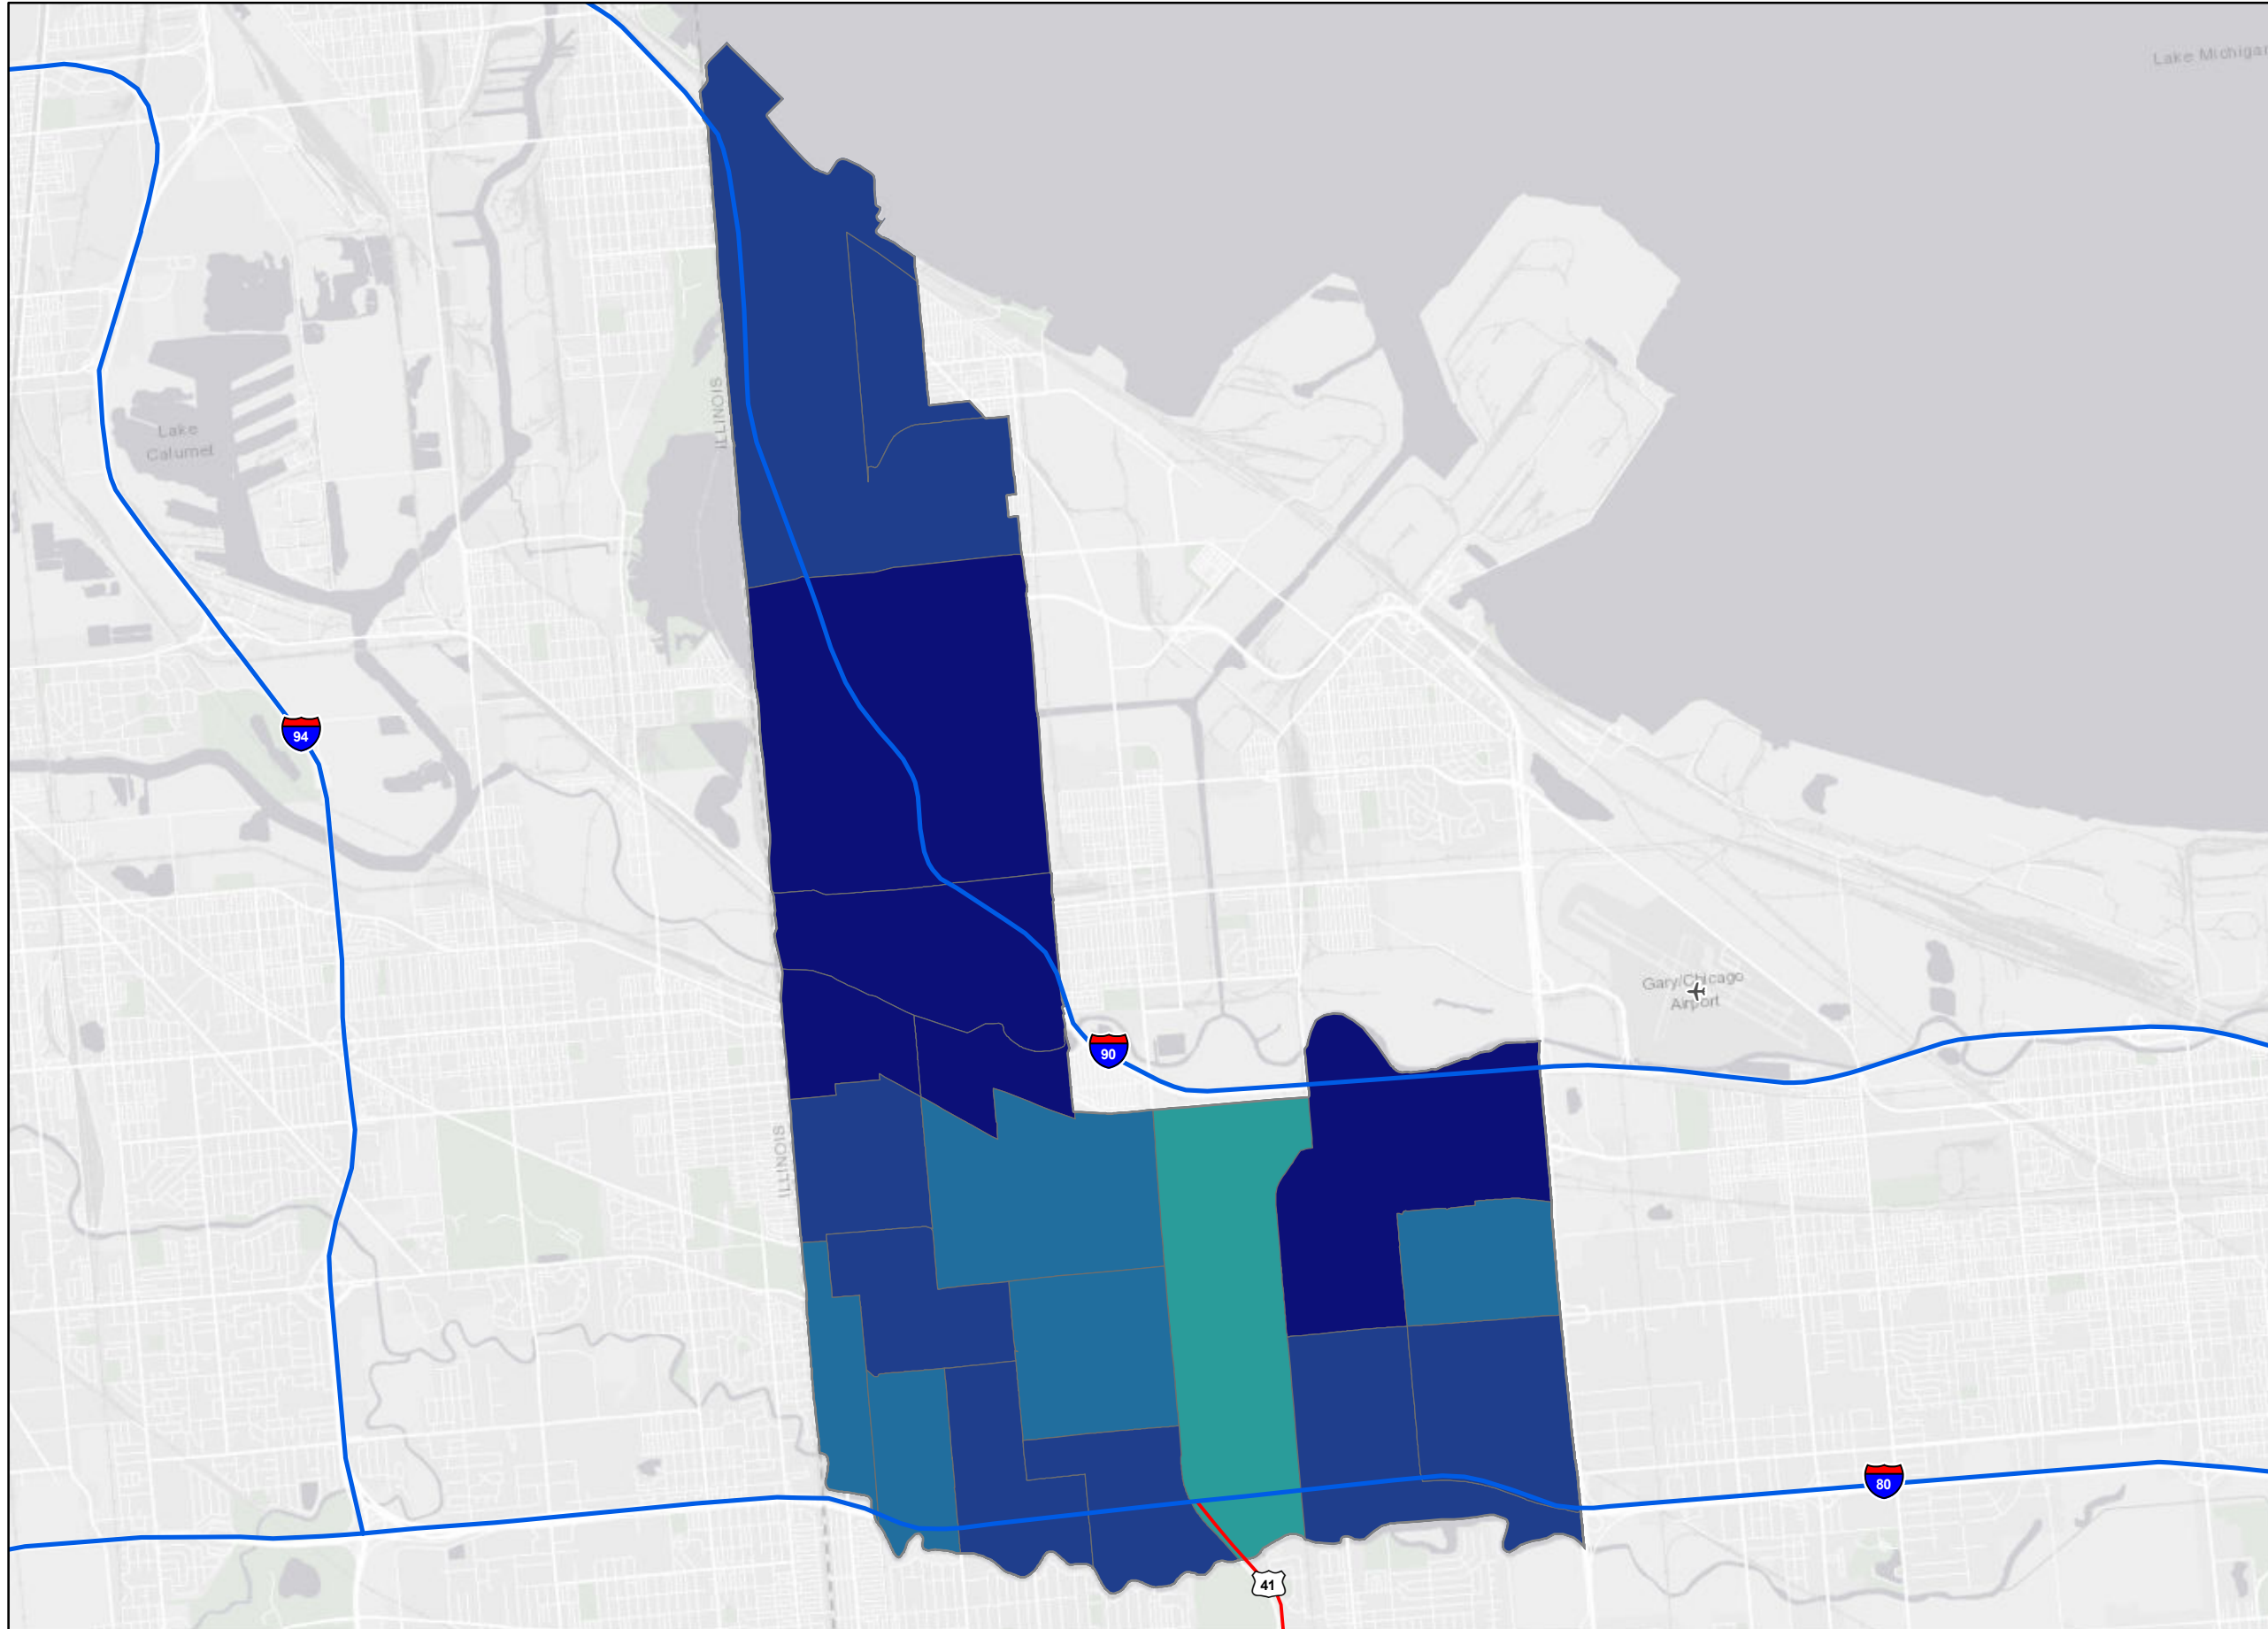 Lake Michigan
ILLINOIS
Lake
Calumet
94
Gary/Chicago
Airport
90
ILLINOIS
80
41